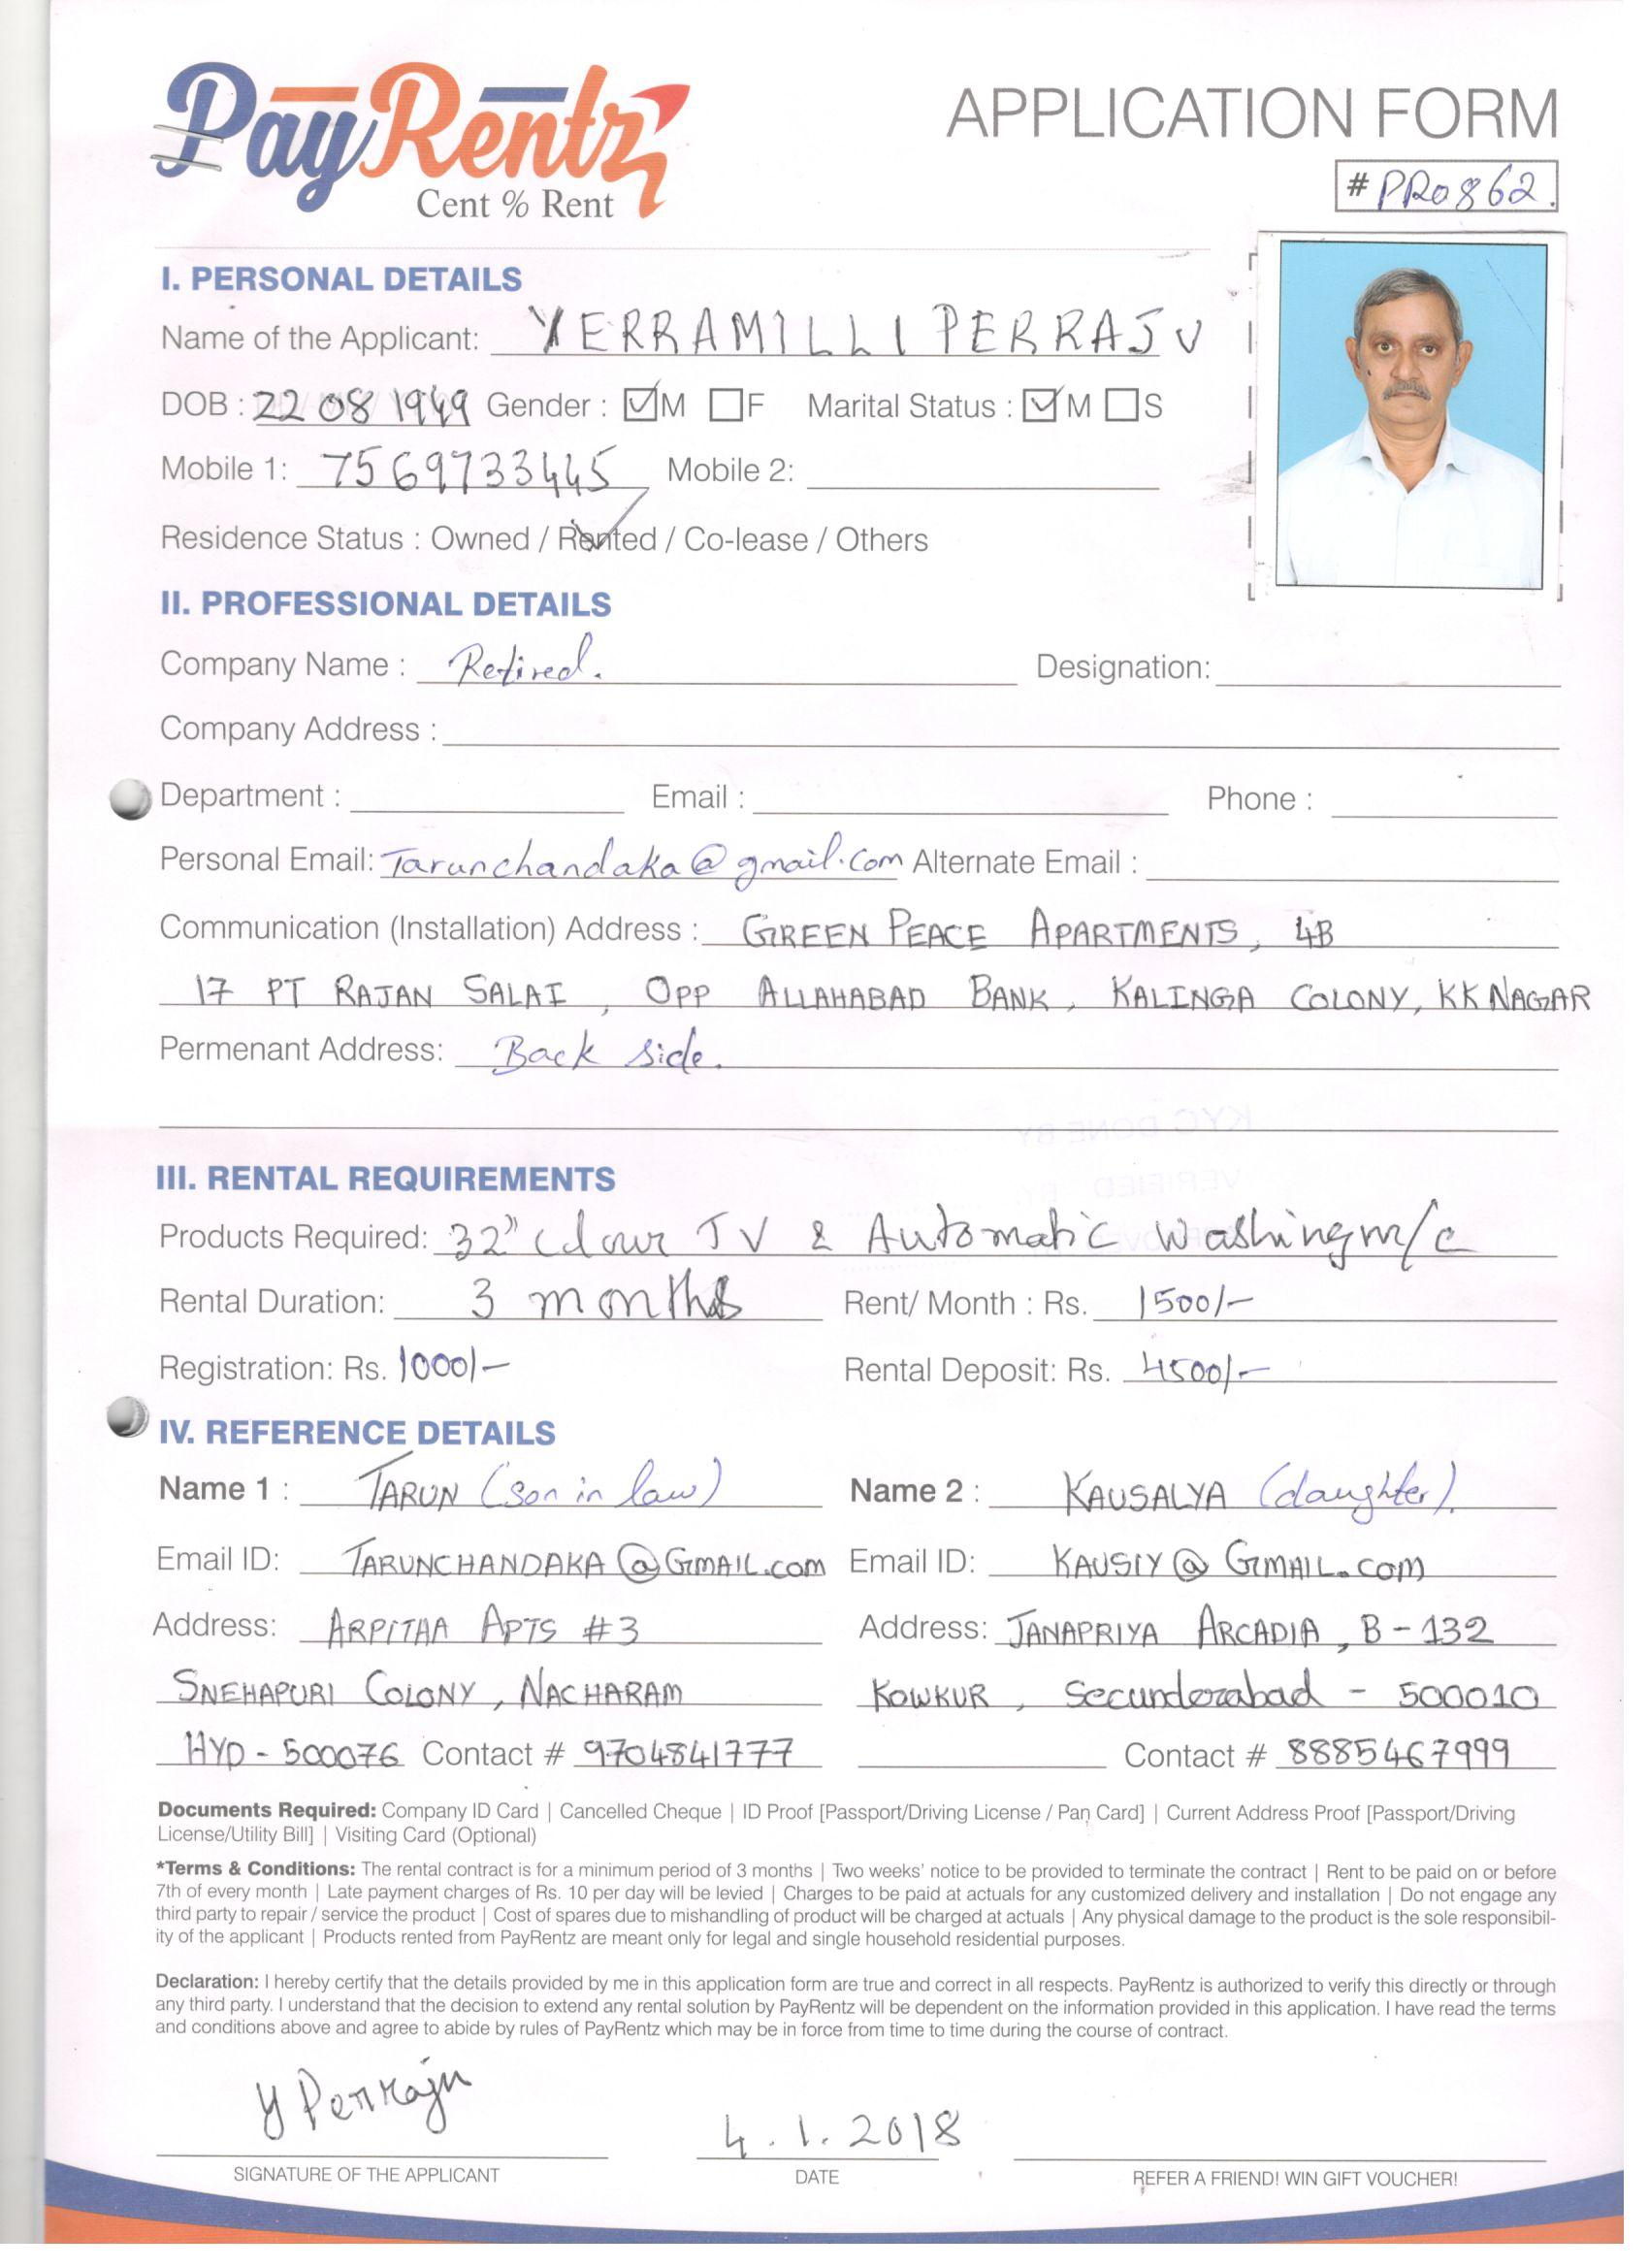 PayRentz
Cent % Rent
APPLICATION FORM
# PR0862.
I. PERSONAL DETAILS
Name of the Applicant: YERRAMILLI PERRAJU
DOB : 22 08 1949 Gender : M F Marital Status : M S
Mobile 1: 7569733445 Mobile 2:
Residence Status : Owned / Rented / Co-lease / Others
II. PROFESSIONAL DETAILS
Company Name : Retired. Designation:
Company Address :
Department : Email : Phone :
Personal Email: Tarunchandaka@gmail.com Alternate Email :
Communication (Installation) Address : GREEN PEACE APARTMENTS, 4B
17 PT RAJAN SALAI, OPP ALLAHABAD BANK, KALINGA COLONY, KK NAGAR
Permenant Address: Back side.
KYC DONE BY
VERIFIED BY
III. RENTAL REQUIREMENTS
Products Required: 32" Colour TV & Automatic Washing m/c
Rental Duration: 3 months Rent/ Month : Rs. 1500/-
Registration: Rs. 1000/- Rental Deposit: Rs. 4500/-
IV. REFERENCE DETAILS
Name 1 : TARUN (son in law) Name 2 : KAUSALYA (daughter).
Email ID: TARUNCHANDAKA@GMAIL.com Email ID: KAUSIY@GMAIL.com
Address: ARPITHA APTS #3 Address: JANAPRIYA ARCADIA, B-132
SNEHAPURI COLONY, NACHARAM KOWKUR, Secunderabad - 500010
HYD - 500076 Contact # 9704841777 Contact # 8885467999
Documents Required: Company ID Card | Cancelled Cheque | ID Proof [Passport/Driving License / Pan Card] | Current Address Proof [Passport/Driving
License/Utility Bill] | Visiting Card (Optional)
*Terms & Conditions: The rental contract is for a minimum period of 3 months | Two weeks' notice to be provided to terminate the contract | Rent to be paid on or before
7th of every month | Late payment charges of Rs. 10 per day will be levied | Charges to be paid at actuals for any customized delivery and installation | Do not engage any
third party to repair / service the product | Cost of spares due to mishandling of product will be charged at actuals | Any physical damage to the product is the sole responsibil-
ity of the applicant | Products rented from PayRentz are meant only for legal and single household residential purposes.
Declaration: I hereby certify that the details provided by me in this application form are true and correct in all respects. PayRentz is authorized to verify this directly or through
any third party. I understand that the decision to extend any rental solution by PayRentz will be dependent on the information provided in this application. I have read the terms
and conditions above and agree to abide by rules of PayRentz which may be in force from time to time during the course of contract.
Y Perraju
4.1.2018
SIGNATURE OF THE APPLICANT DATE REFER A FRIEND! WIN GIFT VOUCHER!